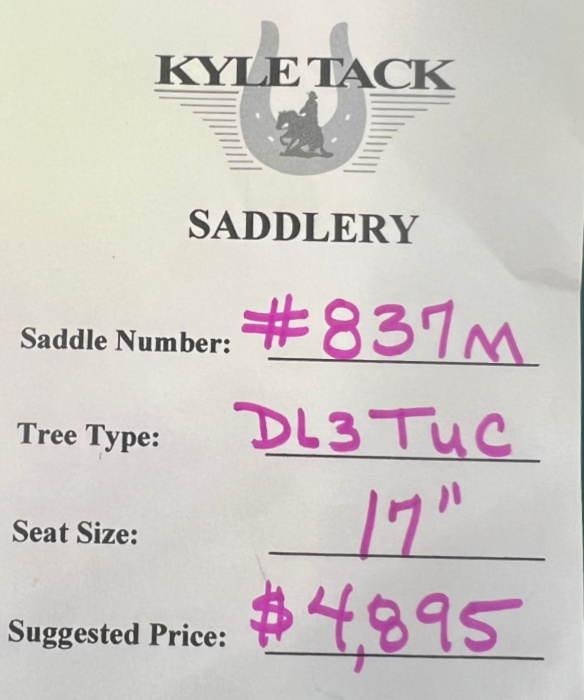 KYLE TACK
SADDLERY
Saddle Number: #837M
Tree Type: DL3TUC
Seat Size: 17"
Suggested Price: $4,895